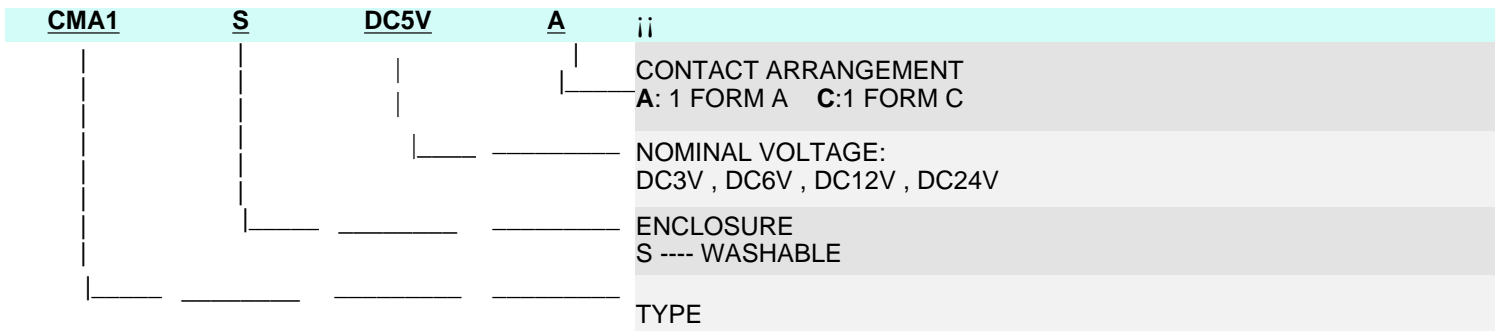 CMA1 S DC5V A ¡¡
CONTACT ARRANGEMENT
A: 1 FORM A C:1 FORM C
NOMINAL VOLTAGE:
DC3V , DC6V , DC12V , DC24V
ENCLOSURE
S ---- WASHABLE
TYPE